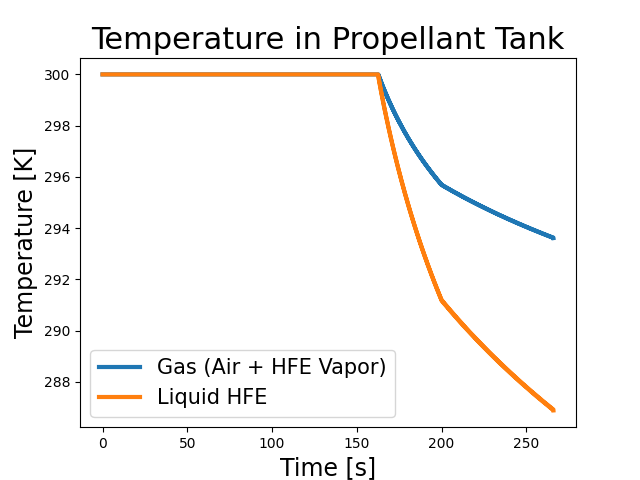 Temperature in Propellant Tank
Temperature [K]
300
298
296
294
292
290
288
Gas (Air + HFE Vapor)
Liquid HFE
0 50 100 150 200 250
Time [s]